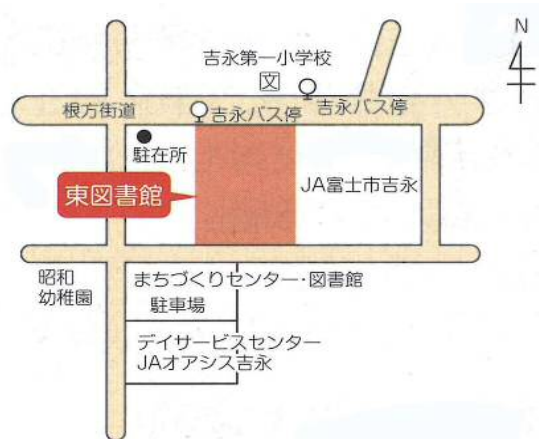 N
吉永第一小学校
文
根方街道
吉永バス停
吉永バス停
駐在所
東図書館
JA富士市吉永
昭和
幼稚園
まちづくりセンター・図書館
駐車場
デイサービスセンター
JAオアシス吉永